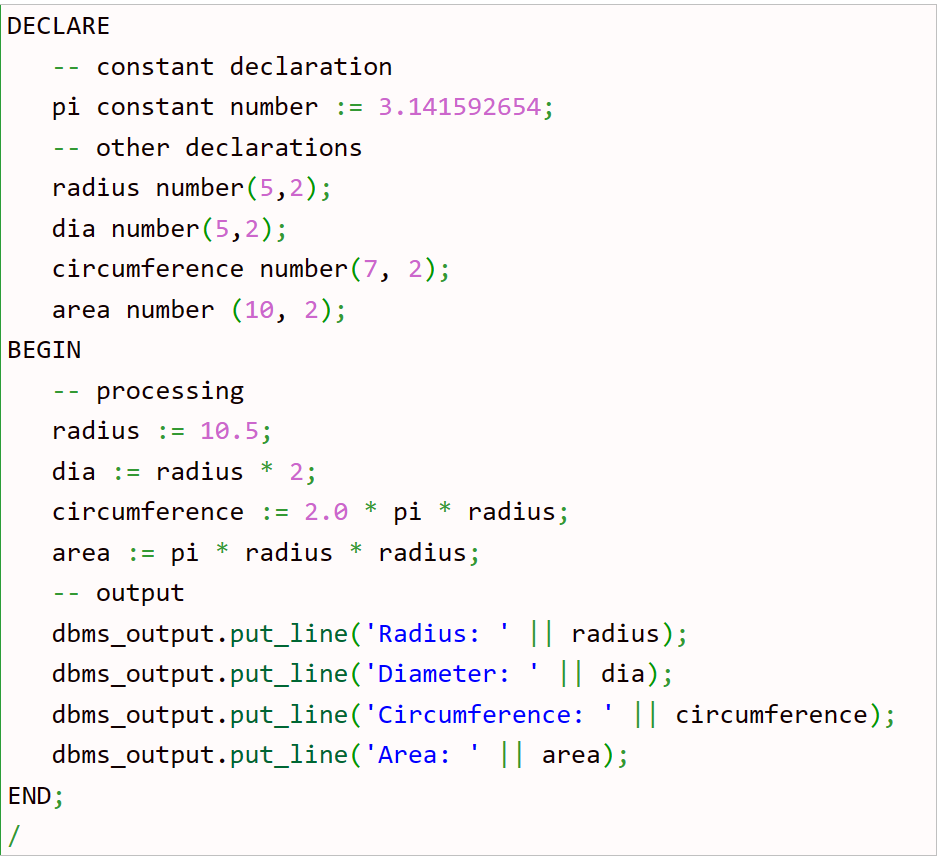 DECLARE
   -- constant declaration
   pi constant number := 3.141592654;
   -- other declarations
   radius number(5,2);
   dia number(5,2);
   circumference number(7, 2);
   area number (10, 2);
BEGIN
   -- processing
   radius := 10.5;
   dia := radius * 2;
   circumference := 2.0 * pi * radius;
   area := pi * radius * radius;
   -- output
   dbms_output.put_line('Radius: ' || radius);
   dbms_output.put_line('Diameter: ' || dia);
   dbms_output.put_line('Circumference: ' || circumference);
   dbms_output.put_line('Area: ' || area);
END;
/